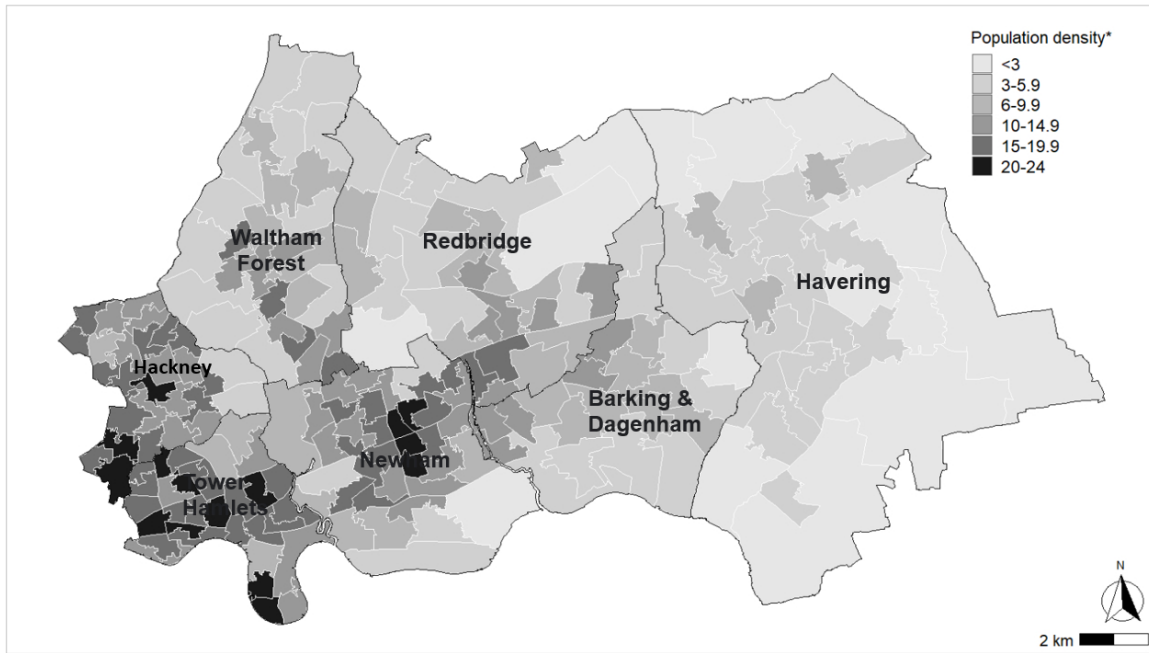 Population density*
<3
3-5.9
6-9.9
10-14.9
15-19.9
20-24
Waltham
Forest
Redbridge
Havering
Hackney
Barking &
Dagenham
Newham
Tower
Hamlets
N
2 km